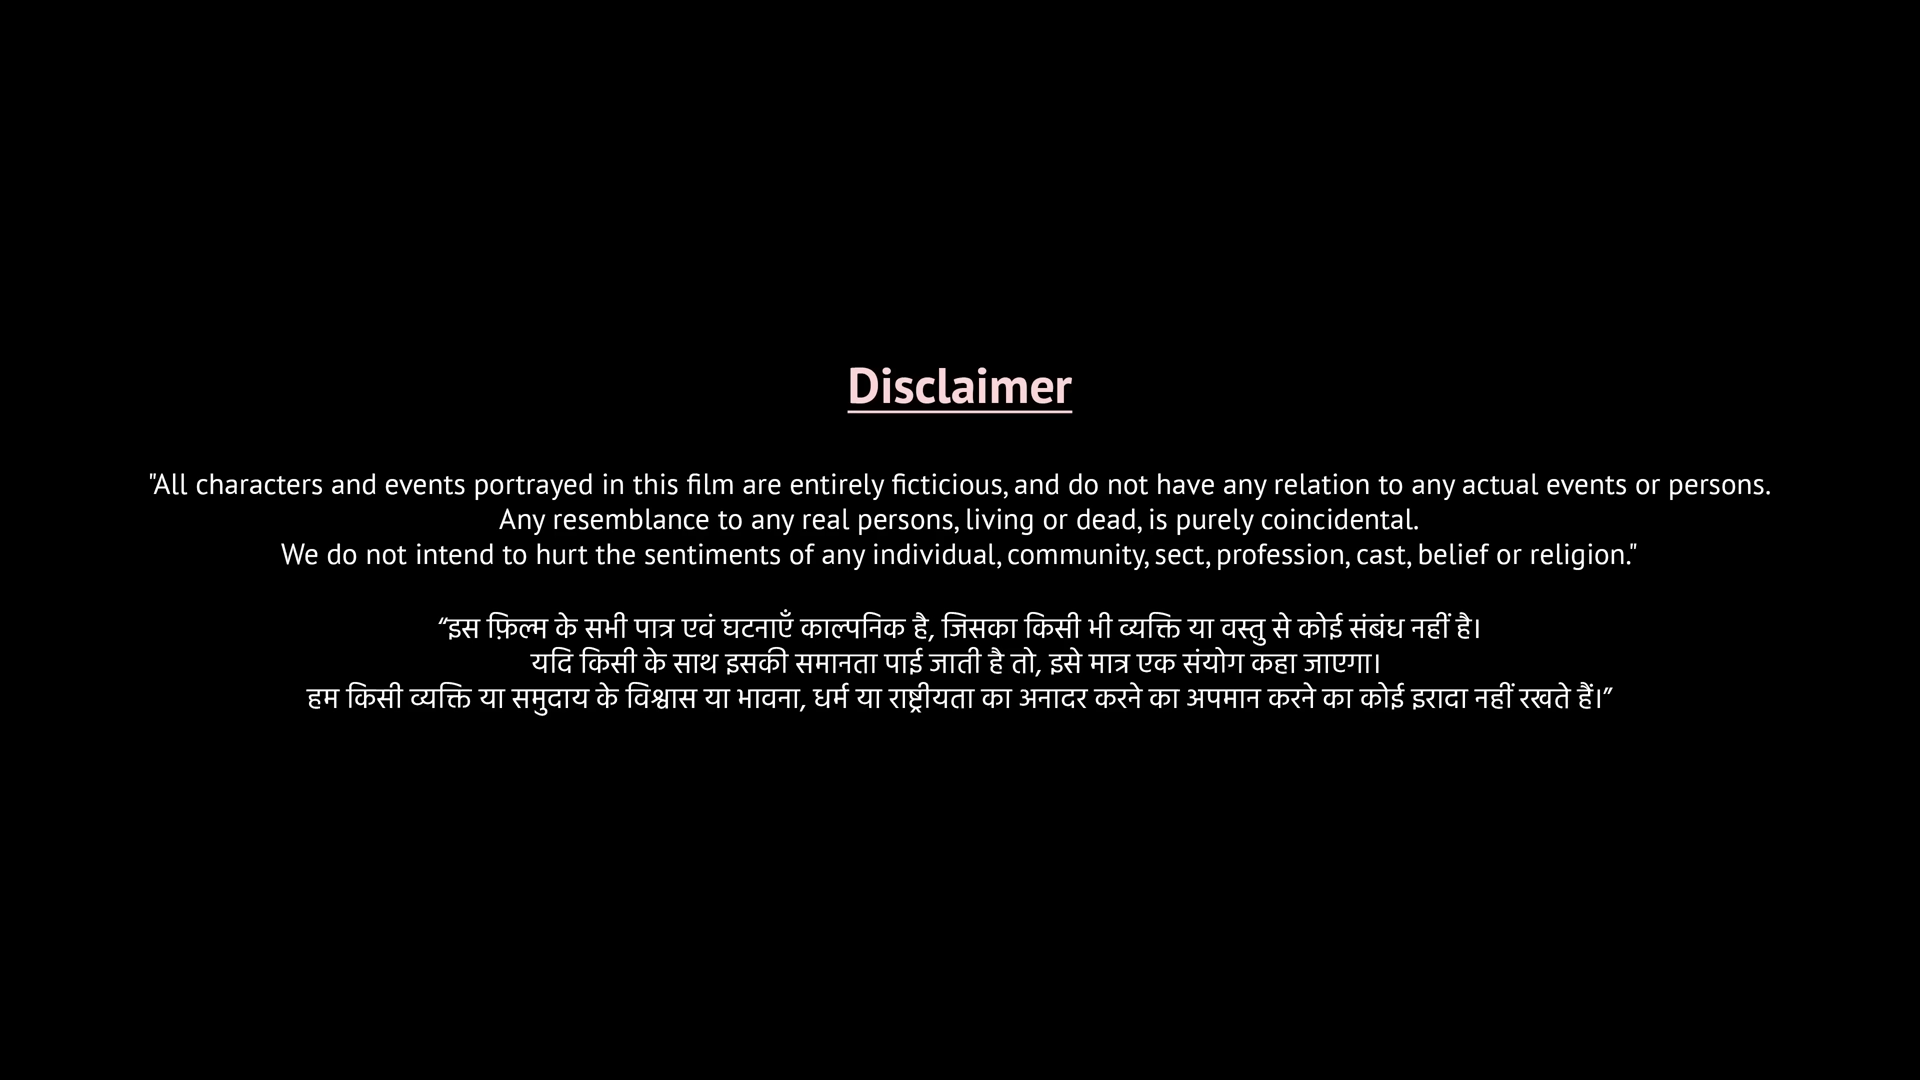 Disclaimer
"All characters and events portrayed in this film are entirely ficticious, and do not have any relation to any actual events or persons.
Any resemblance to any real persons, living or dead, is purely coincidental.
We do not intend to hurt the sentiments of any individual, community, sect, profession, cast, belief or religion."
“इस फ़िल्म के सभी पात्र एवं घटनाएँ काल्पनिक है, जिसका किसी भी व्यक्ति या वस्तु से कोई संबंध नहीं है।
यदि किसी के साथ इसकी समानता पाई जाती है तो, इसे मात्र एक संयोग कहा जाएगा।
हम किसी व्यक्ति या समुदाय के विश्वास या भावना, धर्म या राष्ट्रीयता का अनादर करने का अपमान करने का कोई इरादा नहीं रखते हैं।”